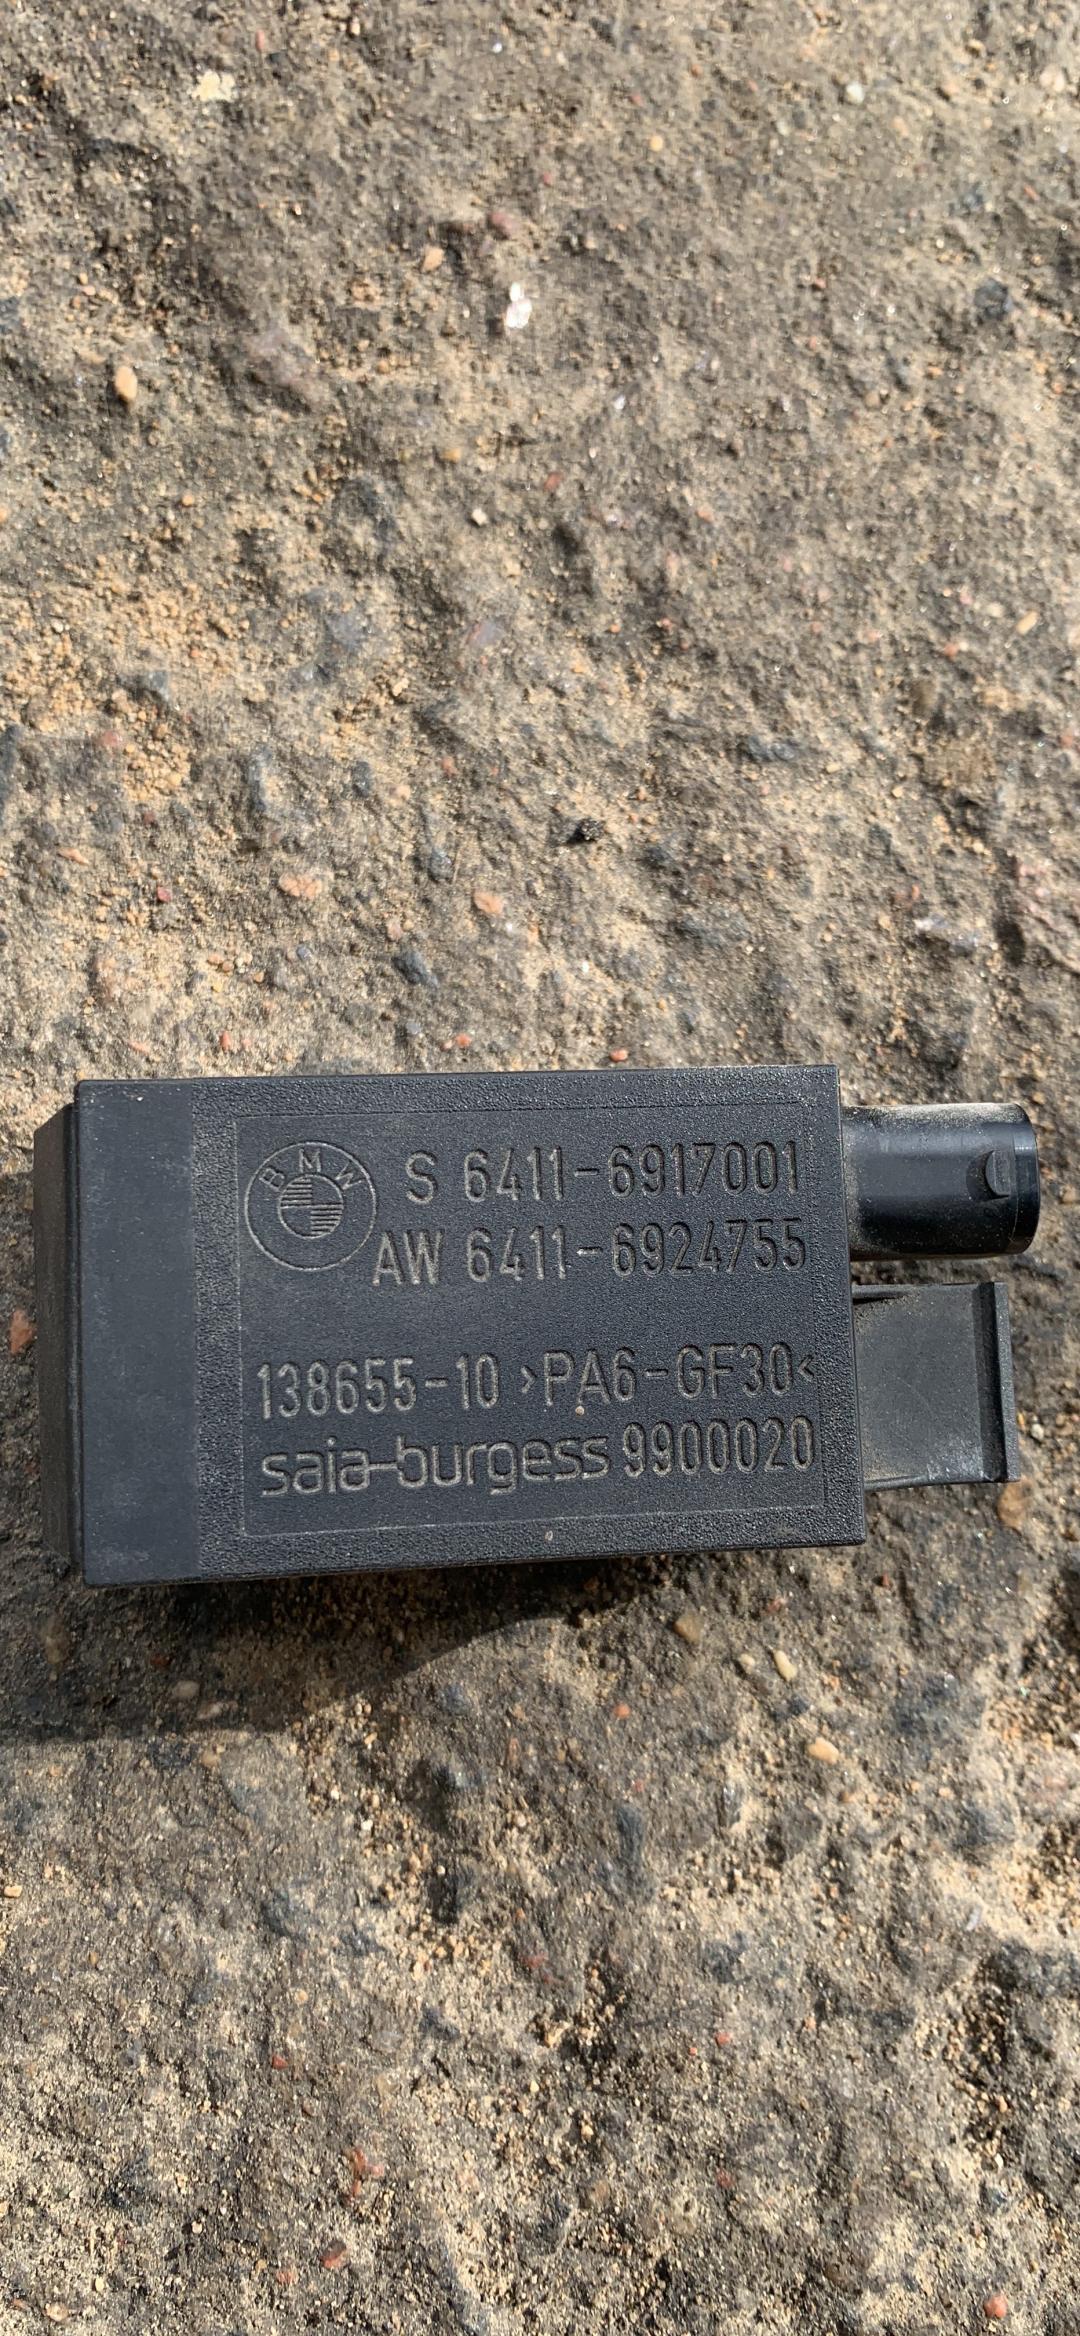 BMW
S 6411-6917001
AW 6411-6924755
138655-10 >PA6-GF30<
saia-burgess 9900020